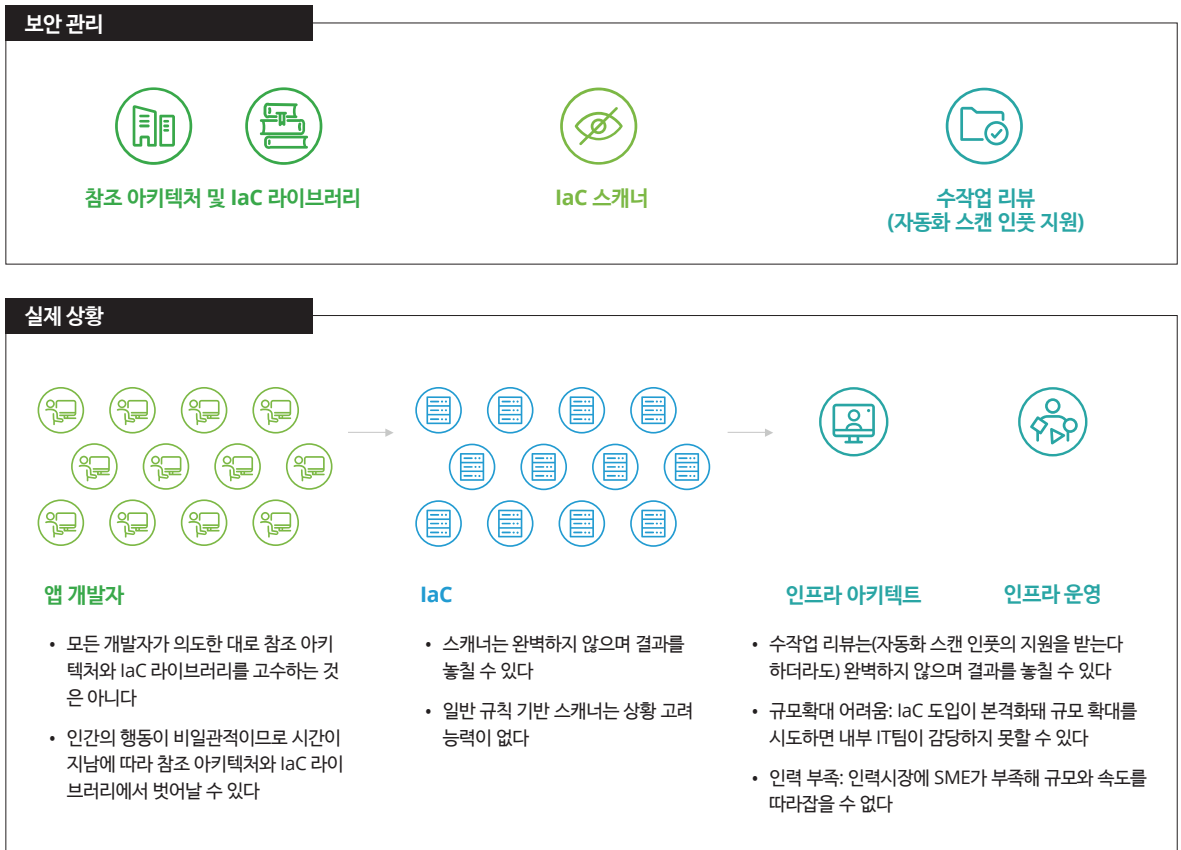 보안 관리
참조 아키텍처 및 IaC 라이브러리
IaC 스캐너
수작업 리뷰
(자동화 스캔 인풋 지원)
실제 상황
앱 개발자
• 모든 개발자가 의도한 대로 참조 아키
텍처와 IaC 라이브러리를 고수하는 것
은 아니다
• 인간의 행동이 비일관적이므로 시간이
지남에 따라 참조 아키텍처와 IaC 라이
브러리에서 벗어날 수 있다
IaC
• 스캐너는 완벽하지 않으며 결과를
놓칠 수 있다
• 일반 규칙 기반 스캐너는 상황 고려
능력이 없다
인프라 아키텍트
인프라 운영
• 수작업 리뷰는(자동화 스캔 인풋의 지원을 받는다
하더라도) 완벽하지 않으며 결과를 놓칠 수 있다
• 규모확대 어려움: IaC 도입이 본격화돼 규모 확대를
시도하면 내부 IT팀이 감당하지 못할 수 있다
• 인력 부족: 인력시장에 SME가 부족해 규모와 속도를
따라잡을 수 없다